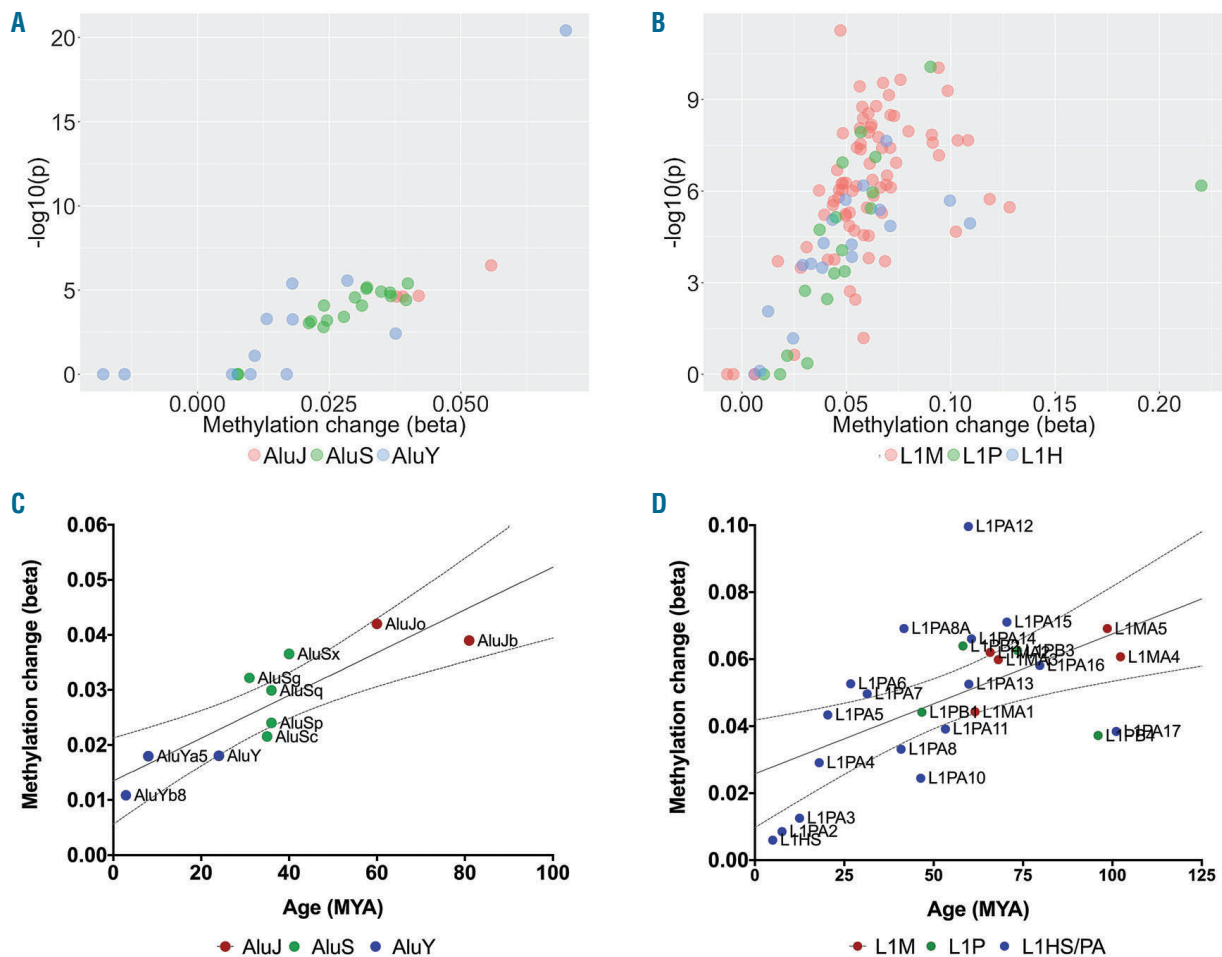 A
20
15
10
5
0
-log10(p)
0.000 0.025 0.050
Methylation change (beta)
AluJ AluS AluY
B
9
6
3
0
-log10(p)
0.00 0.05 0.10 0.15 0.20
Methylation change (beta)
L1M L1P L1H
C
0.06
0.05
0.04
0.03
0.02
0.01
0.00
Methylation change (beta)
AluJo
AluJb
AluSx
AluSg
AluSq
AluSp
AluSc
AluYa5
AluY
AluYb8
0 20 40 60 80 100
Age (MYA)
AluJ AluS AluY
D
0.10
0.08
0.06
0.04
0.02
0.00
Methylation change (beta)
L1PA12
L1PA15
L1PA8A
L1PA14
L1MA5
L1PB2
L1MA2
L1PB3
L1MA3
L1MA4
L1PA16
L1PA6
L1PA13
L1PA7
L1PA5
L1PB1
L1MA1
L1PA11
L1PA17
L1PB4
L1PA8
L1PA4
L1PA10
L1PA3
L1PA2
L1HS
0 25 50 75 100 125
Age (MYA)
L1M L1P L1HS/PA